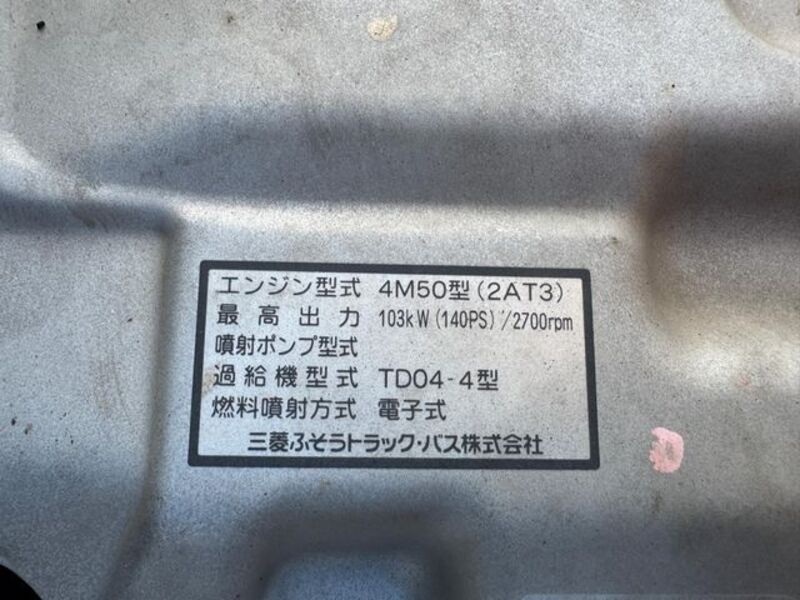 エンジン型式 4M50型(2AT3)
最高出力 103kW(140PS)/2700rpm
噴射ポンプ型式
過給機型式 TD04-4型
燃料噴射方式 電子式
三菱ふそうトラック・バス株式会社